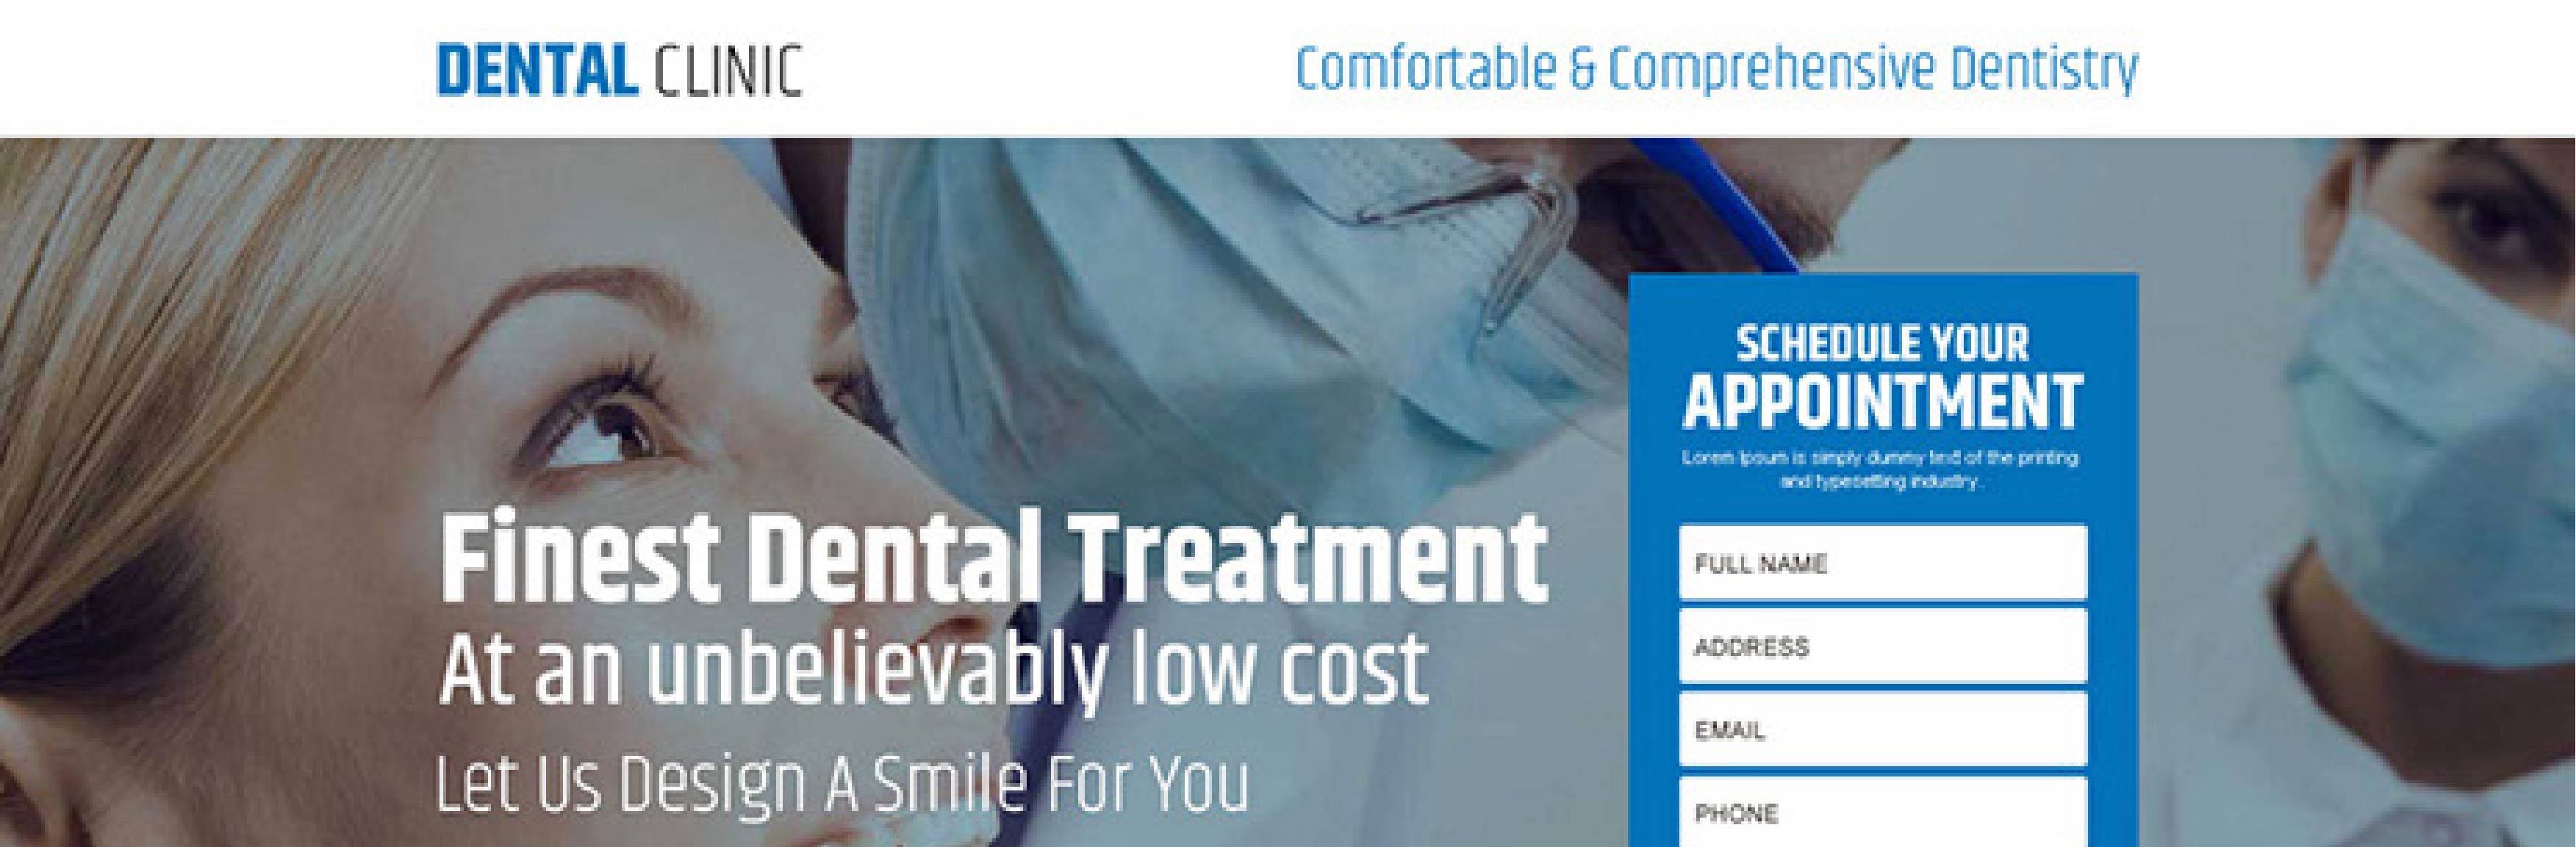 DENTAL CLINIC
Comfortable & Comprehensive Dentistry
SCHEDULE YOUR
APPOINTMENT
Lorem Ipsum is simply dummy text of the printing
and typesetting industry.
Finest Dental Treatment
At an unbelievably low cost
Let Us Design A Smile For You
FULL NAME
ADDRESS
EMAIL
PHONE